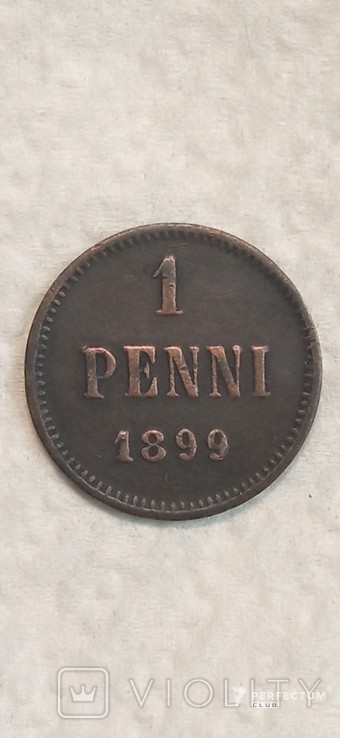 1
PENNI
1899
VIOLITY
PERFECTUM
CLUB